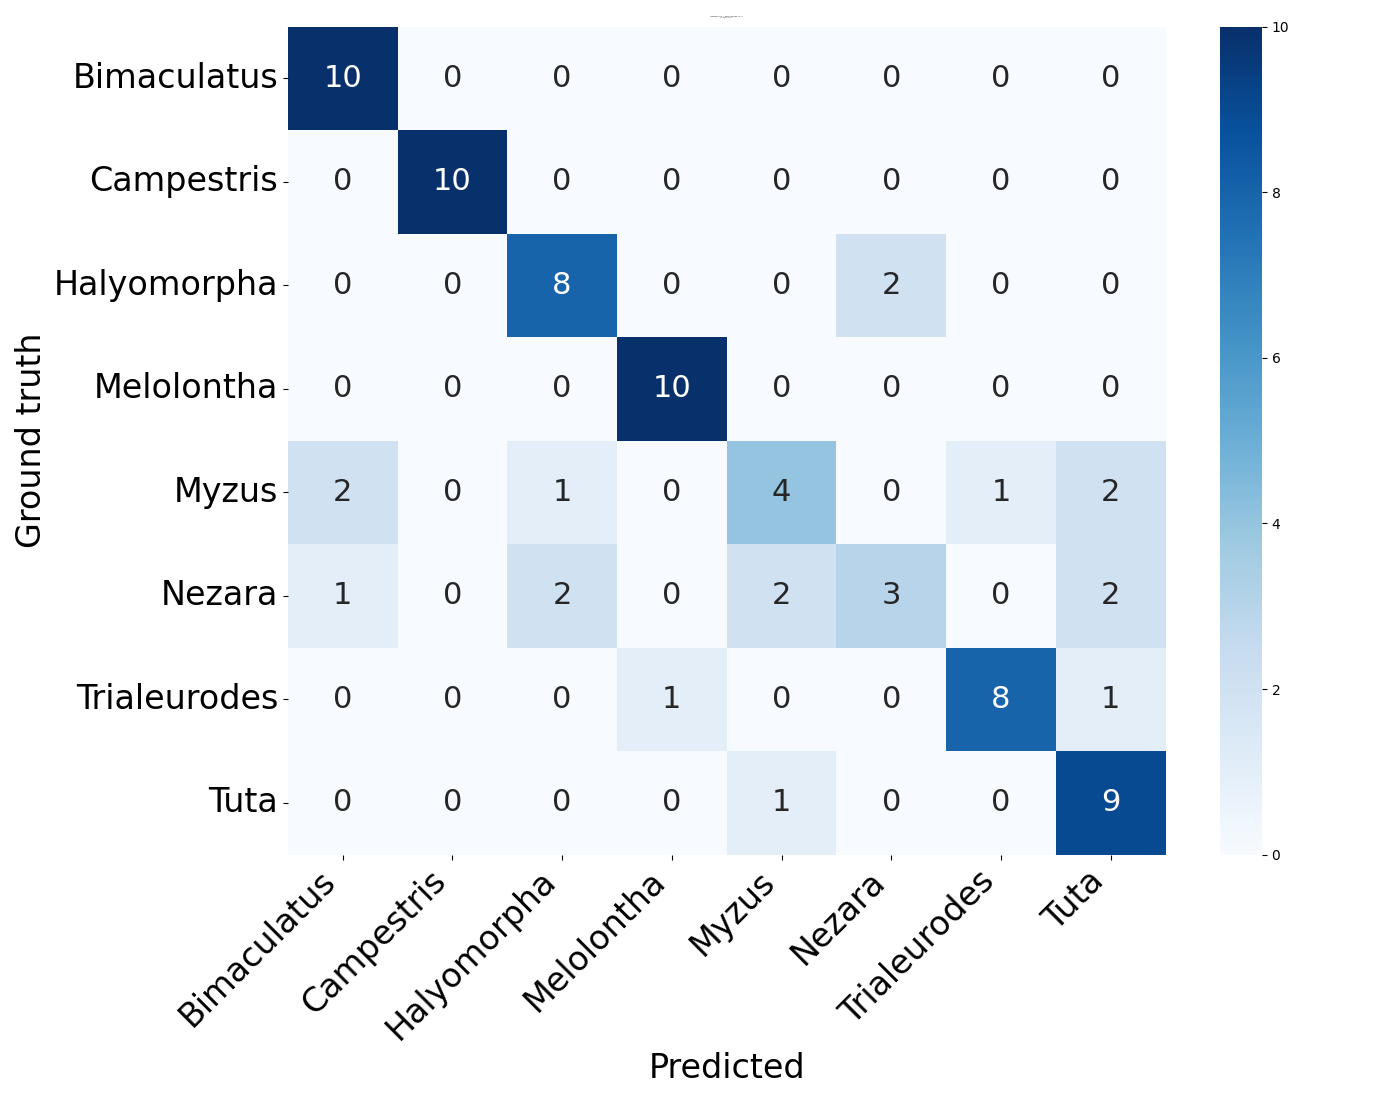 Bimaculatus 10 0 0 0 0 0 0 0
Campestris 0 10 0 0 0 0 0 0
Halyomorpha 0 0 8 0 0 2 0 0
Melolontha 0 0 0 10 0 0 0 0
Myzus 2 0 1 0 4 0 1 2
Nezara 1 0 2 0 2 3 0 2
Trialeurodes 0 0 0 1 0 0 8 1
Tuta 0 0 0 0 1 0 0 9
Ground truth
Bimaculatus
Campestris
Halyomorpha
Melolontha
Myzus
Nezara
Trialeurodes
Tuta
Predicted
10
8
6
4
2
0